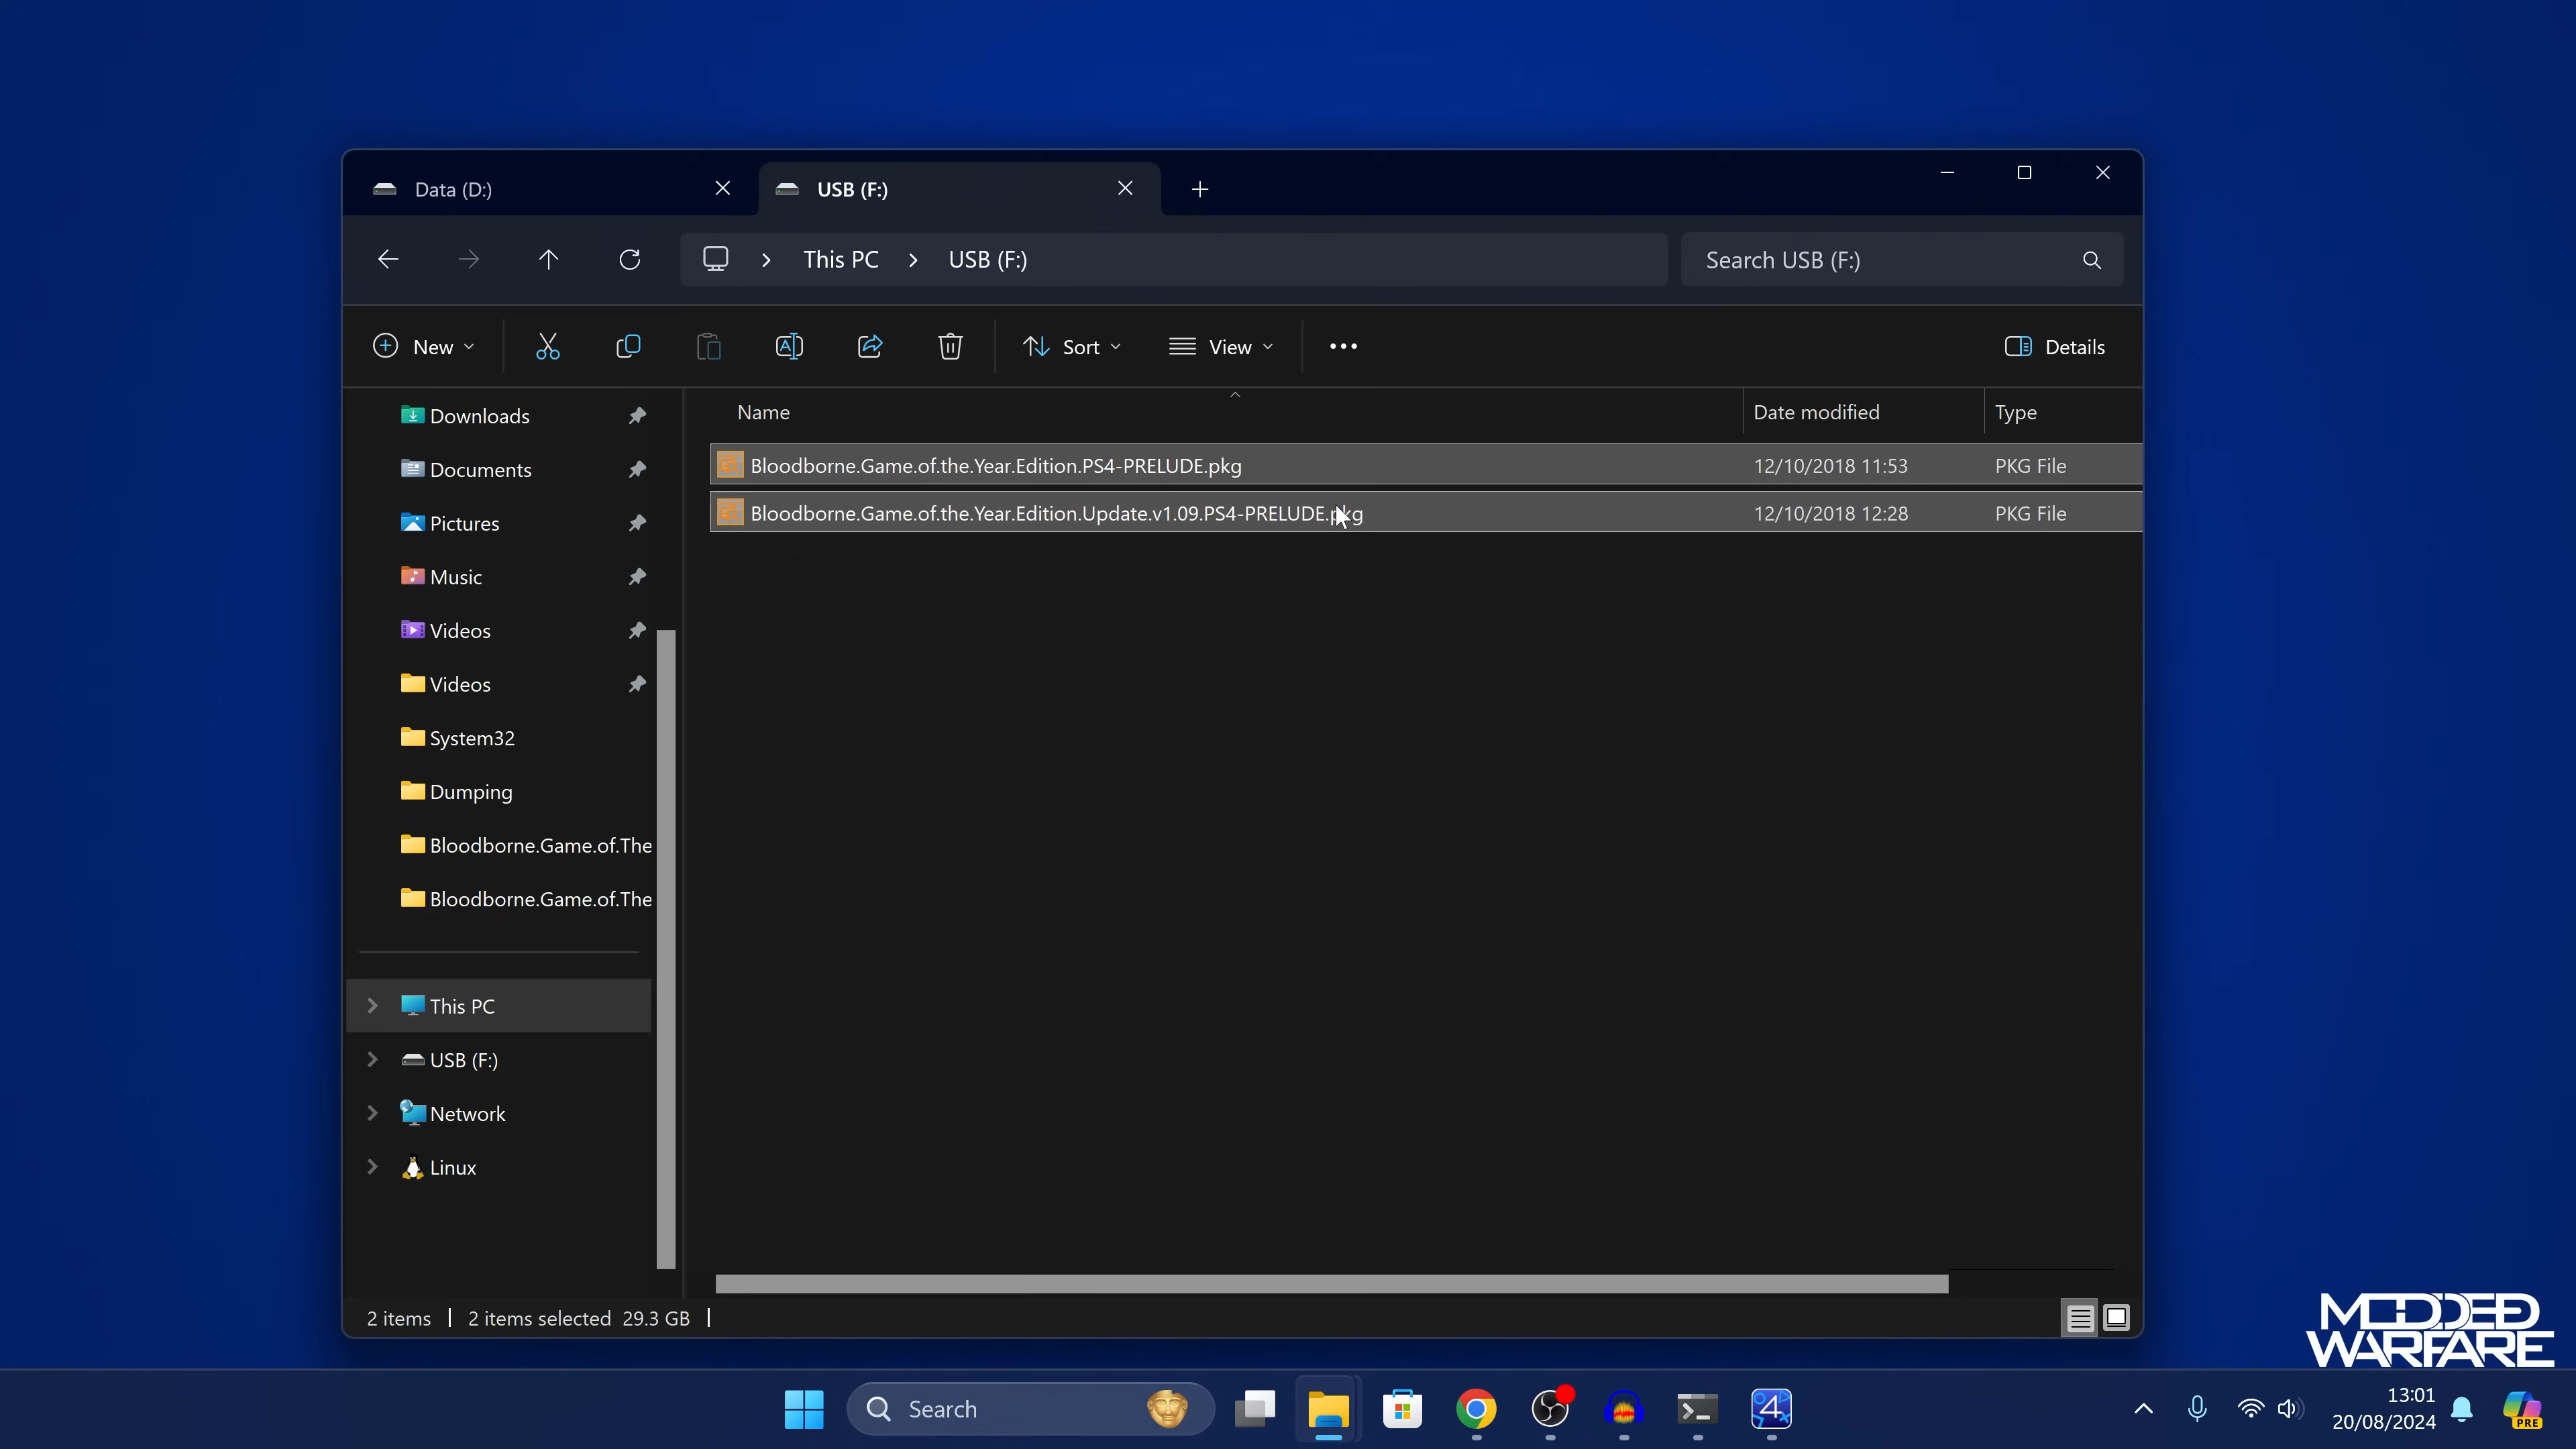 Data (D:)
USB (F:)
This PC
USB (F:)
Search USB (F:)
New
Sort
View
Details
Name
Date modified
Type
Bloodborne.Game.of.the.Year.Edition.PS4-PRELUDE.pkg 12/10/2018 11:53 PKG File
Bloodborne.Game.of.the.Year.Edition.Update.v1.09.PS4-PRELUDE.pkg 12/10/2018 12:28 PKG File
Downloads
Documents
Pictures
Music
Videos
Videos
System32
Dumping
Bloodborne.Game.of.The
Bloodborne.Game.of.The
This PC
USB (F:)
Network
Linux
2 items
2 items selected 29.3 GB
MODDED
WARFARE
Search
4
PRE
13:01
20/08/2024